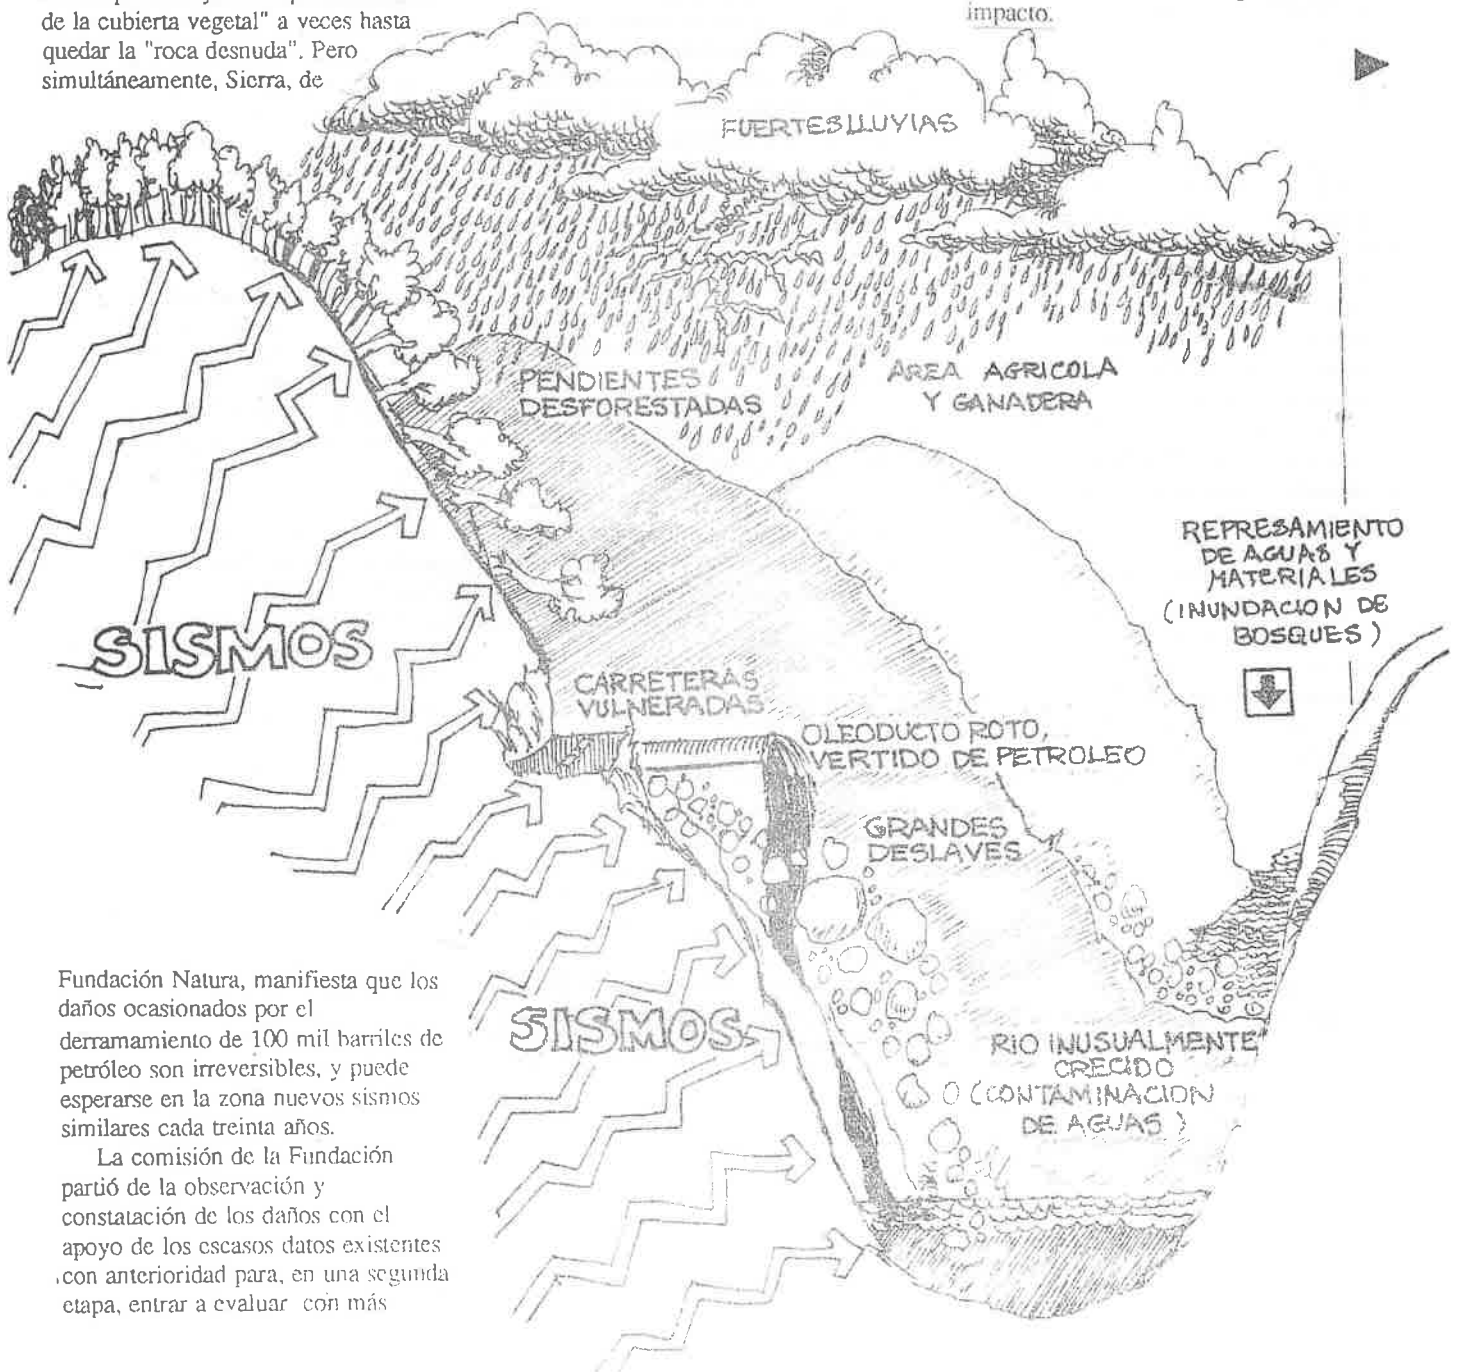 de la cubierta vegetal" a veces hasta
quedar la "roca desnuda". Pero
simultáneamente, Sierra, de
impacto.
FUERTES LLUVIAS
PENDIENTES
DESFORESTADAS
AREA AGRICOLA
Y GANADERA
REPRESAMIENTO
DE AGUAS Y
MATERIALES
(INUNDACION DE
BOSQUES)
SISMOS
CARRETERAS
VULNERADAS
OLEODUCTO ROTO,
VERTIDO DE PETROLEO
GRANDES
DESLAVES
SISMOS
RIO INUSUALMENTE
CRECIDO
(CONTAMINACION
DE AGUAS)
Fundación Natura, manifiesta que los
daños ocasionados por el
derramamiento de 100 mil barriles de
petróleo son irreversibles, y puede
esperarse en la zona nuevos sismos
similares cada treinta años.
La comisión de la Fundación
partió de la observación y
constatación de los daños con el
apoyo de los escasos datos existentes
con anterioridad para, en una segunda
etapa, entrar a evaluar con más